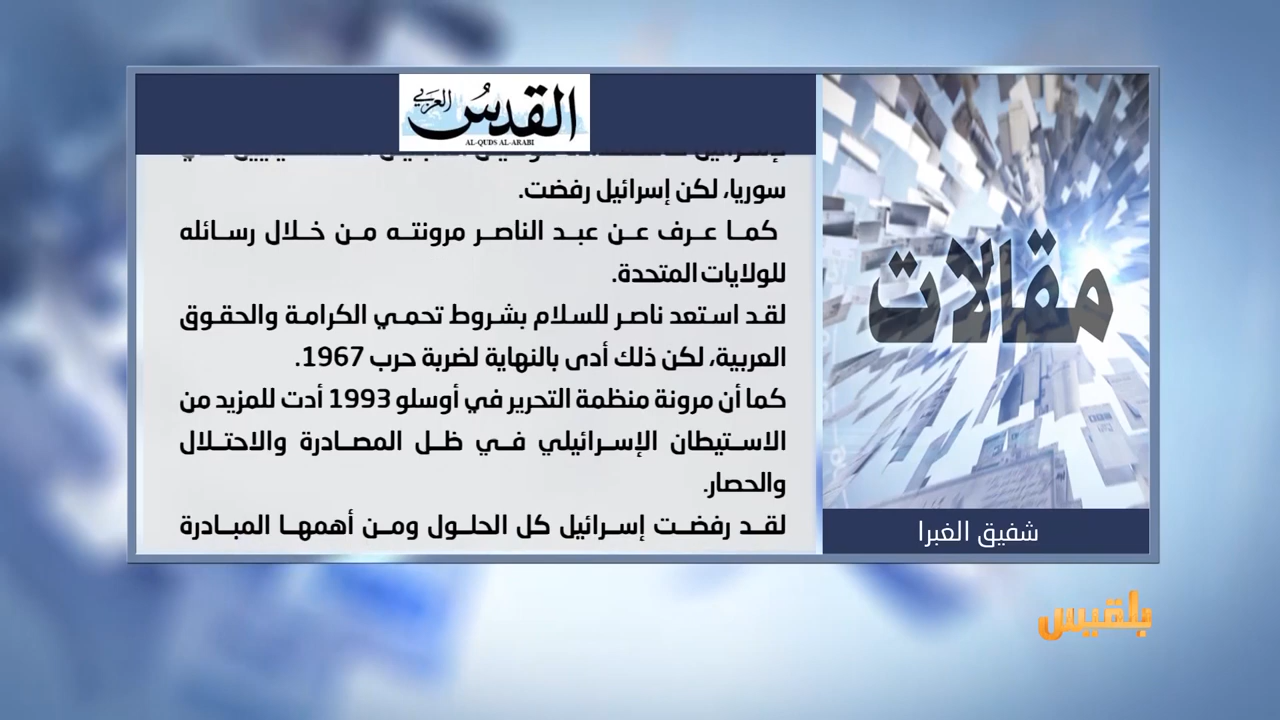 القدس العربي
AL-QUDS AL-ARABI
سوريا، لكن إسرائيل رفضت.
كما عرف عن عبد الناصر مرونته من خلال رسائله
للولايات المتحدة.
لقد استعد ناصر للسلام بشروط تحمي الكرامة والحقوق
العربية، لكن ذلك أدى بالنهاية لضربة حرب 1967.
كما أن مرونة منظمة التحرير في أوسلو 1993 أدت للمزيد من
الاستيطان الإسرائيلي في ظل المصادرة والاحتلال
والحصار.
لقد رفضت إسرائيل كل الحلول ومن أهمها المبادرة
مقالات
شفيق الغبرا
بلقيس